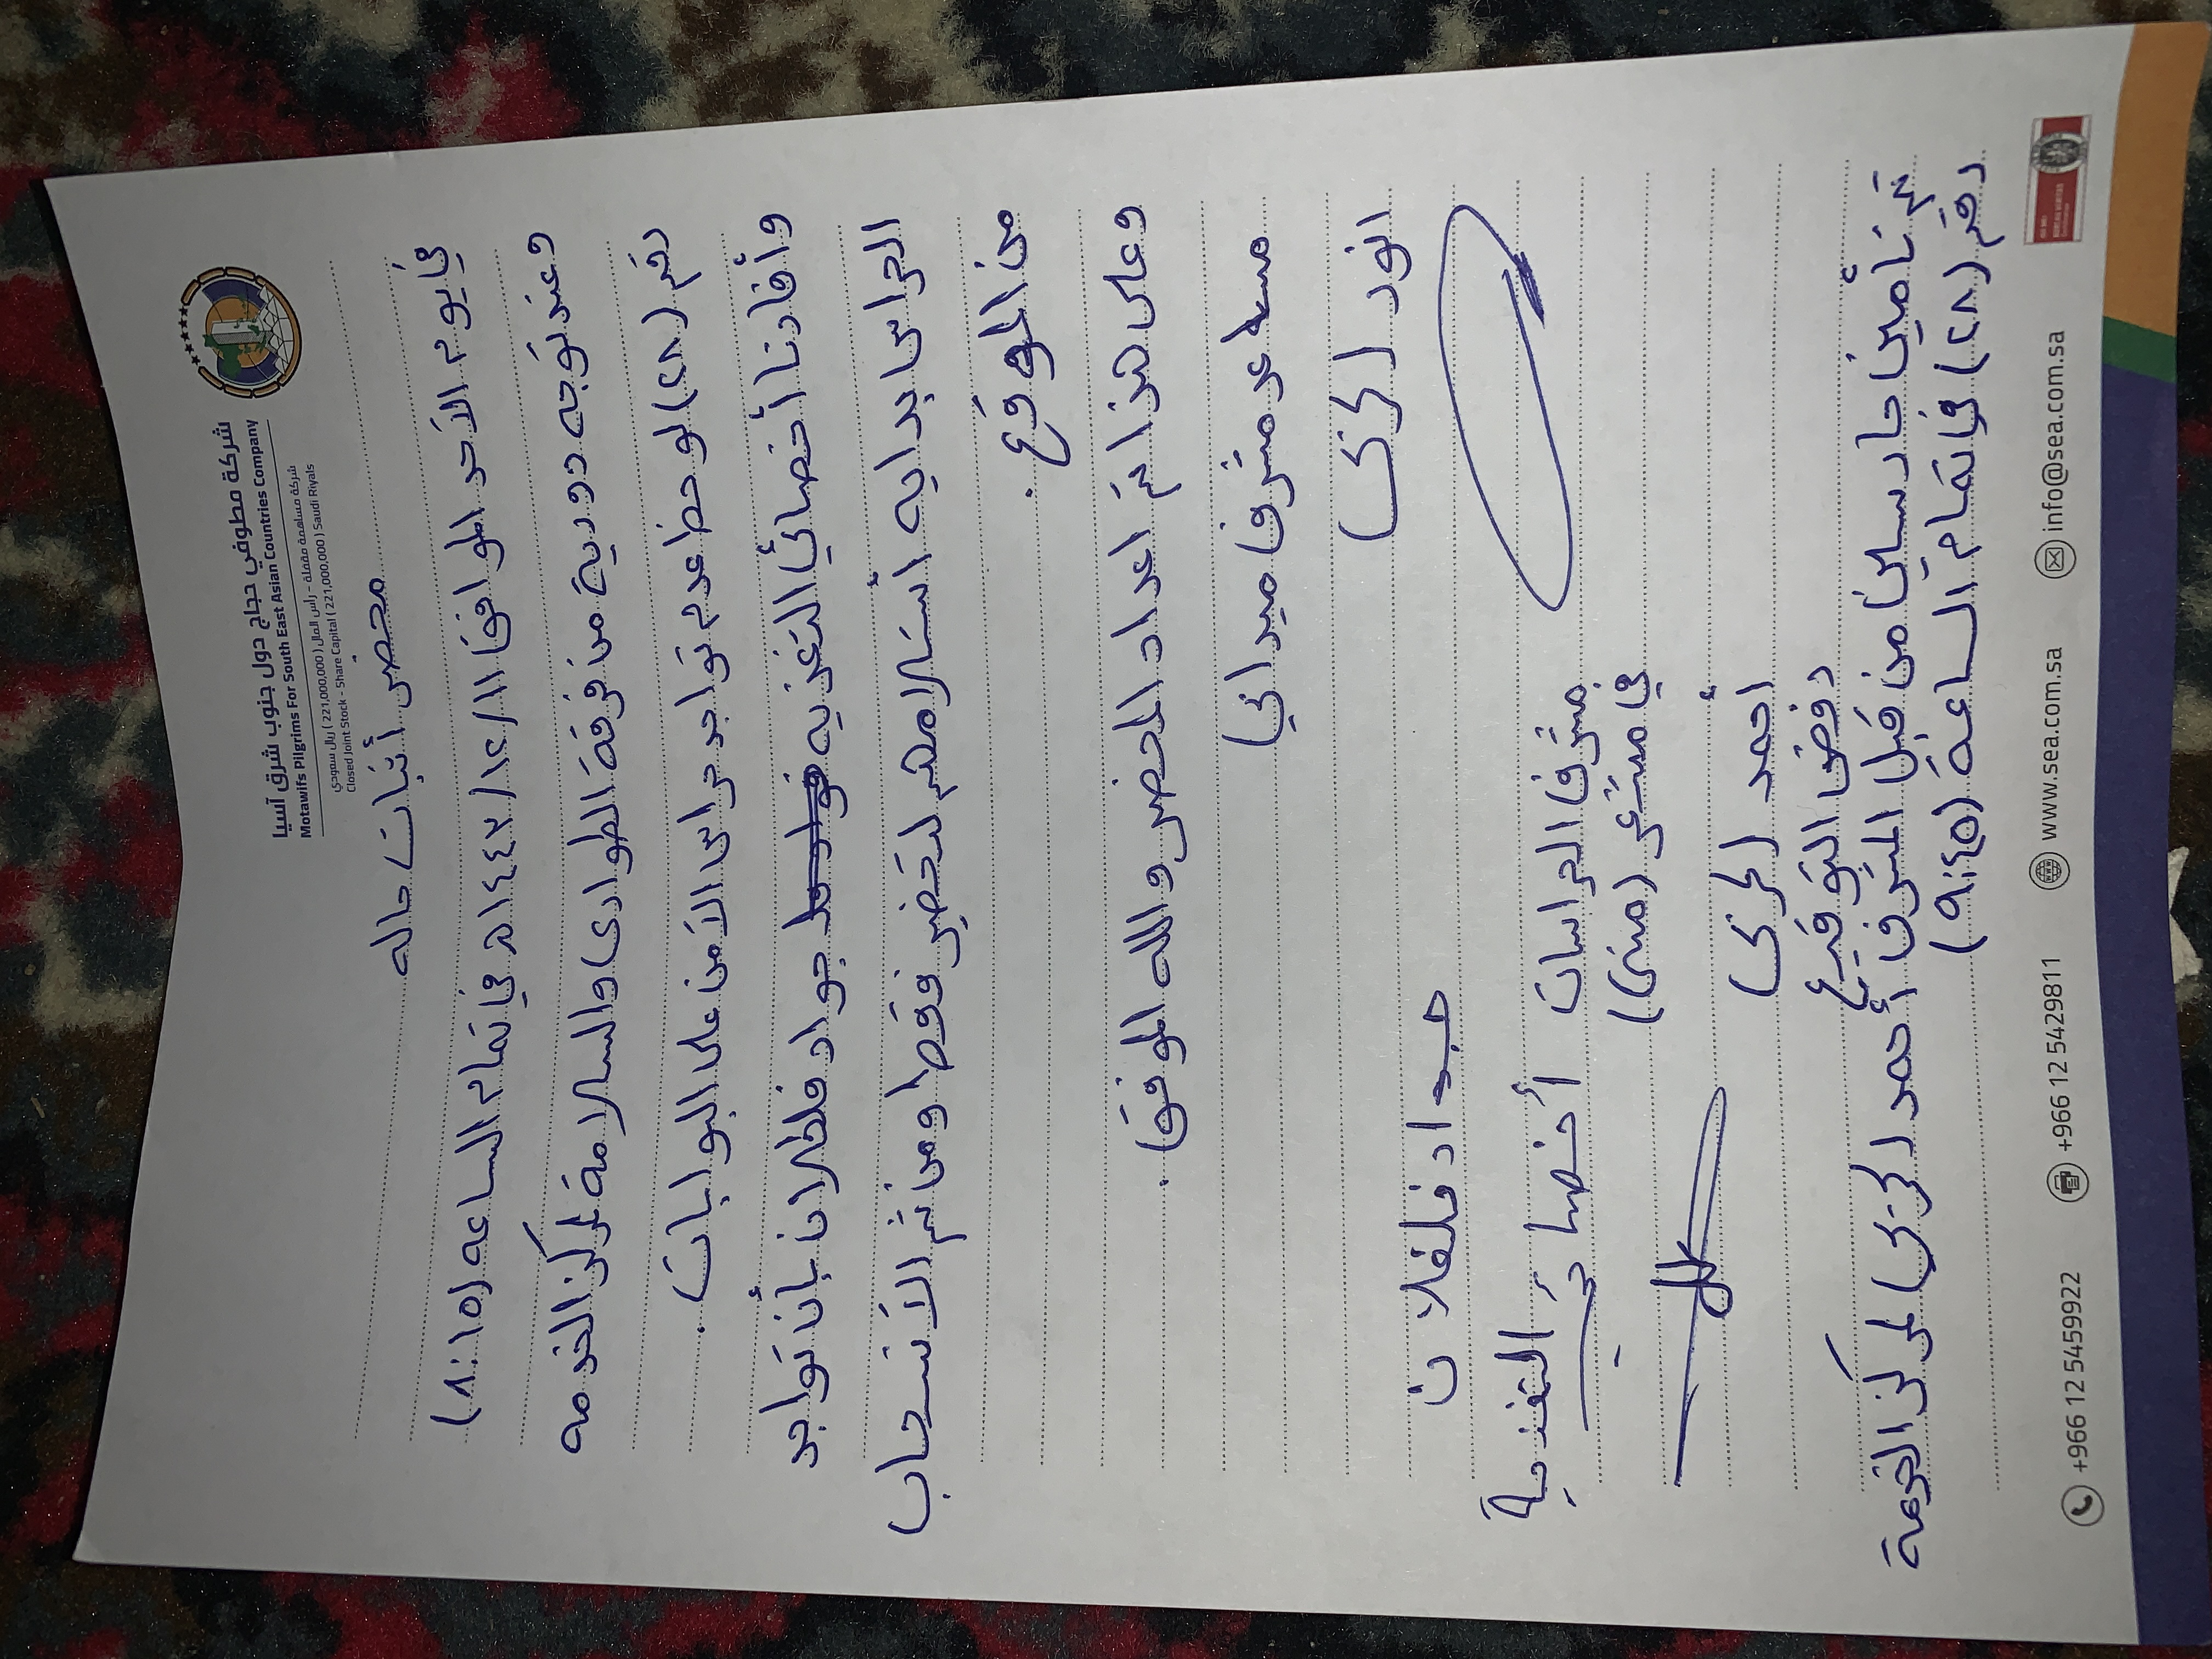 شركة مطوفي حجاج دول جنوب شرق آسيا
Motawifs Pilgrims For South East Asian Countries Company
شركة مساهمة مقفلة - رأس المال ( 221,000,000 ) ريال سعودي
Closed Joint Stock - Share Capital ( 221,000,000 ) Saudi Riyals
محضر أثبات حاله
في يوم الأحد الموافق ١٤٤٣/١٢/١١هـ في تمام الساعه (٨:١٥)
وعند توجه دورية من فرقة الطوارى والسلامة لمركز الخدمه
رقم (٢٨) لوحظ عدم تواجد حراس الأمن على البوابات .
وأفادنا أخصائي التغذيه جواد فلفلان بأن تواجد
الحراس بدايه أستلامهم لتحضير فقط ومن ثم الأنسحاب
من الموقع .
وعلى هذا تم اعداد المحضر والله الموفق .
مساعد مشرف ميداني
انور الحربي
جواد فلفلان
مشرف الحراسات أخصائي التغذية
في مشعر (منى)
أحمد الحربي
رفض التوقيع
تم تأمين حارسين من قبل المشرف أحمد الحربي لمركز الخدمة
رقم (٢٨) في تمام الساعة (٩:٤٥)
+966 12 5459922 +966 12 5429811 www.sea.com.sa info@sea.com.sa
BUREAU VERITAS